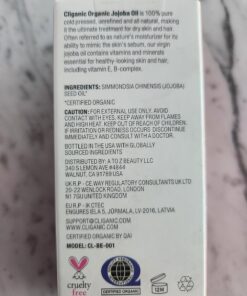 Cliganic Organic Jojoba Oil is 100% pure
cold pressed, unrefined and all natural, making
it the ultimate treatment for dry skin and hair.
Often referred to as nature's moisturizer for its
ability to mimic the skin's sebum, our virgin
jojoba oil contains vitamins and minerals
essential for healthy-looking skin and hair,
including vitamin E, B-complex.
INGREDIENTS: SIMMONDSIA CHINENSIS (JOJOBA)
SEED OIL*
*CERTIFIED ORGANIC
CAUTION: FOR EXTERNAL USE ONLY. AVOID
CONTACT WITH EYES. KEEP AWAY FROM FLAMES
AND HIGH HEAT. KEEP OUT OF REACH OF CHILDREN.
IF IRRITATION OR REDNESS OCCURS DISCONTINUE
IMMEDIATELY AND CONSULT WITH A DOCTOR.
BOTTLED IN THE USA WITH GLOBALLY
SOURCED INGREDIENTS
DISTRIBUTED BY: A TO Z BEAUTY LLC
340 S LEMON AVE #4844
WALNUT, CA 91789 USA
UK R.P - CE WAY REGULATORY CONSULTANTS UK LTD
20-22 WENLOCK ROAD, LONDON
N1 7GU UNITED KINGDOM
EU R.P - IK CTEC
ENGURES IELA 5, JURMALA, LV-2016, LATVIA
SUPPORT@CLIGANIC.COM
WWW.CLIGANIC.COM
CERTIFIED ORGANIC BY QAI
MODEL: CL-BE-001
cruelty
free
CERTIFIED ORGANIC
12M